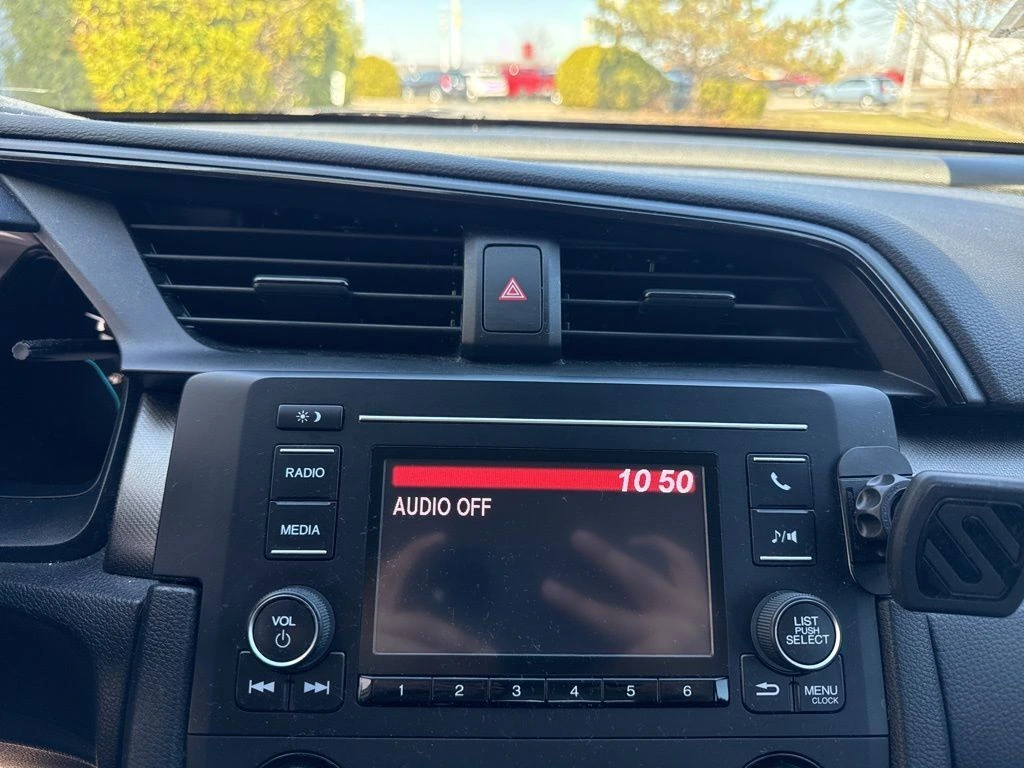 RADIO
MEDIA
10 50
AUDIO OFF
VOL
LIST
PUSH
SELECT
1 2 3 4 5 6
MENU
CLOCK